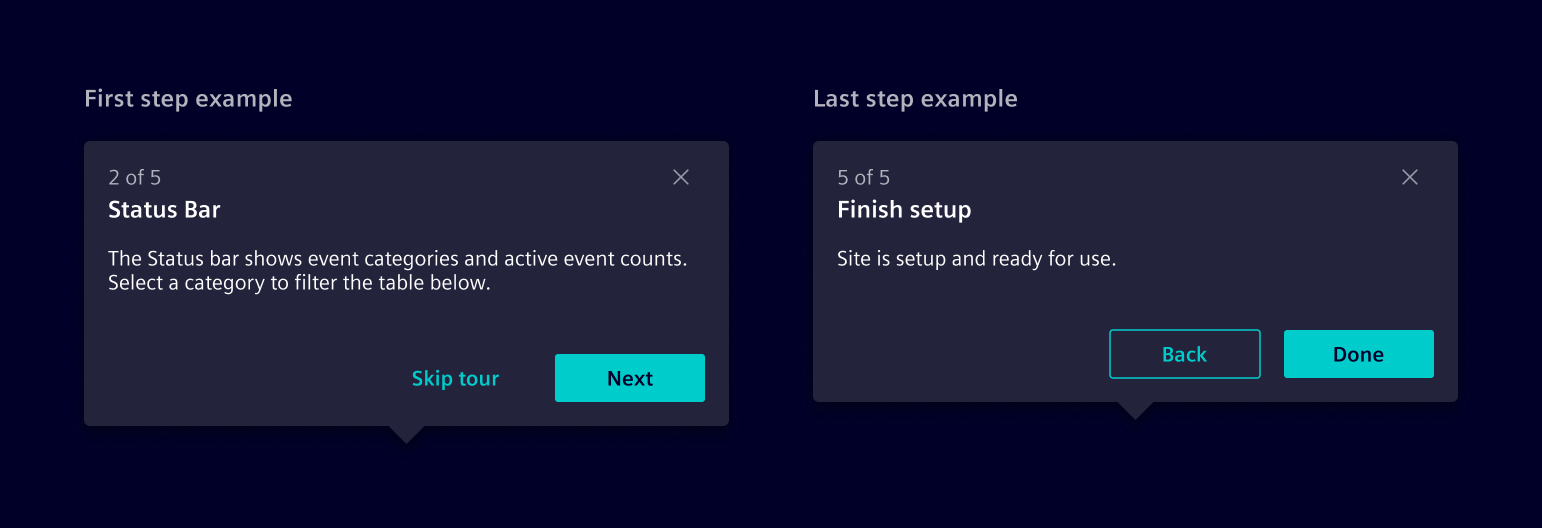 First step example
2 of 5
Status Bar
The Status bar shows event categories and active event counts.
Select a category to filter the table below.
Skip tour
Next
Last step example
5 of 5
Finish setup
Site is setup and ready for use.
Back
Done